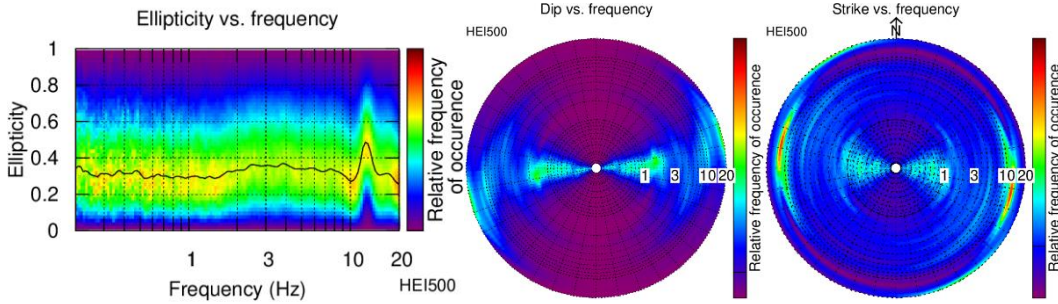 Ellipticity vs. frequency
1
0.8
0.6
0.4
0.2
0
Ellipticity
1 3 10 20
Frequency (Hz)
HEI500
Relative frequency
of occurence
Dip vs. frequency
HEI500
1 3 10 20
Relative frequency of occurence
Strike vs. frequency
N
HEI500
1 3 10 20
Relative frequency of occurence